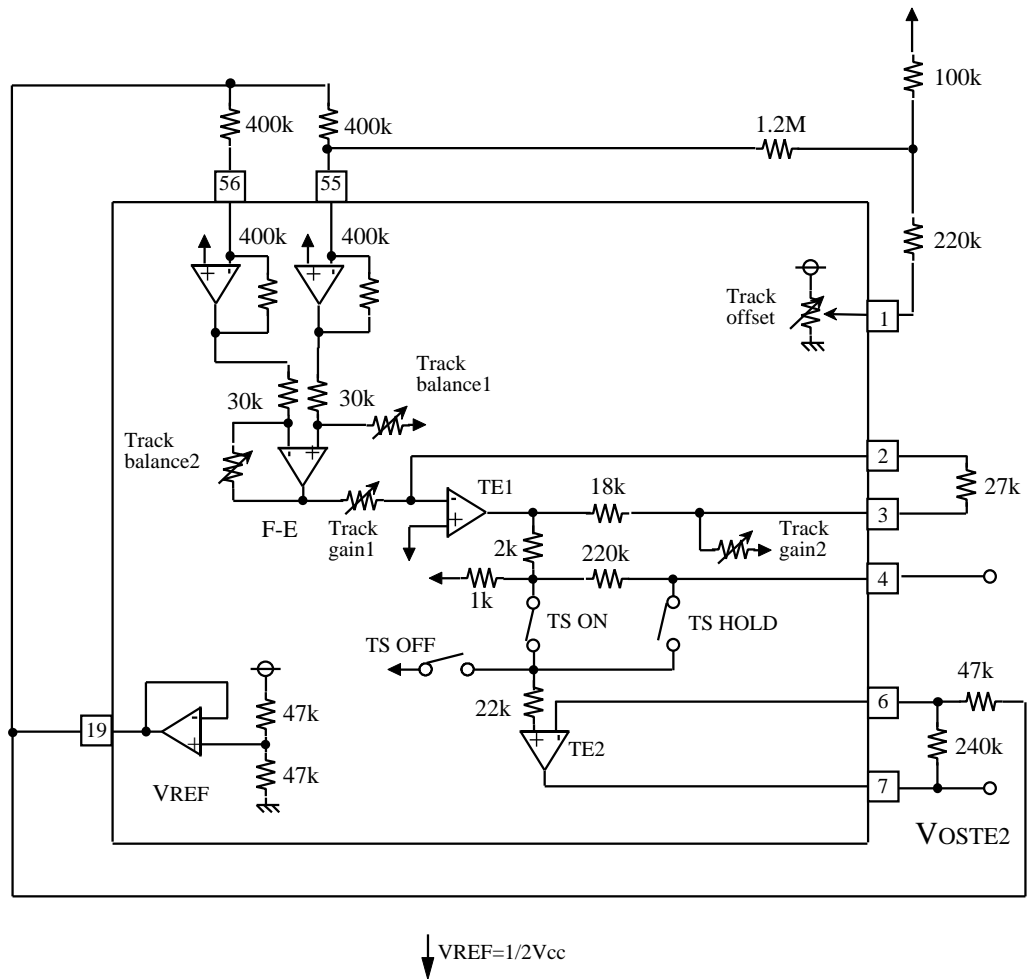 100k
400k
400k
1.2M
56
55
400k
400k
220k
Track
offset
1
Track
balance1
30k
30k
Track
balance2
2
TE1
18k
27k
F-E
Track
gain1
3
Track
gain2
2k
220k
1k
4
TS ON
TS HOLD
TS OFF
47k
22k
6
19
47k
TE2
240k
47k
VREF
7
VOSTE2
VREF=1/2Vcc
+
-
+
-
-
+
-
+
-
+
+
-